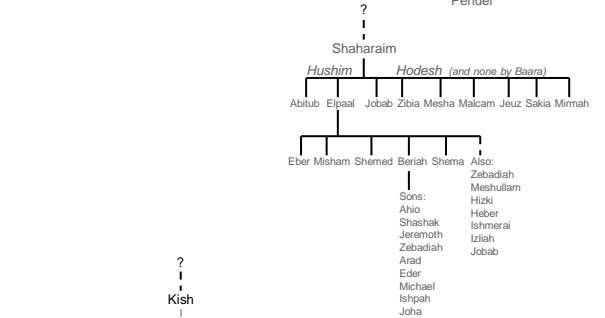 Penuel
?
Shaharaim
Hushim Hodesh (and none by Baara)
Abitub Elpaal Jobab Zibia Mesha Malcam Jeuz Sakia Mirmah
Eber Misham Shemed Beriah Shema Also:
Zebadiah
Meshullam
Hizki
Heber
Ishmerai
Izliah
Jobab
Sons:
Ahio
Shashak
Jeremoth
Zebadiah
Arad
Eder
Michael
Ishpah
Joha
?
Kish